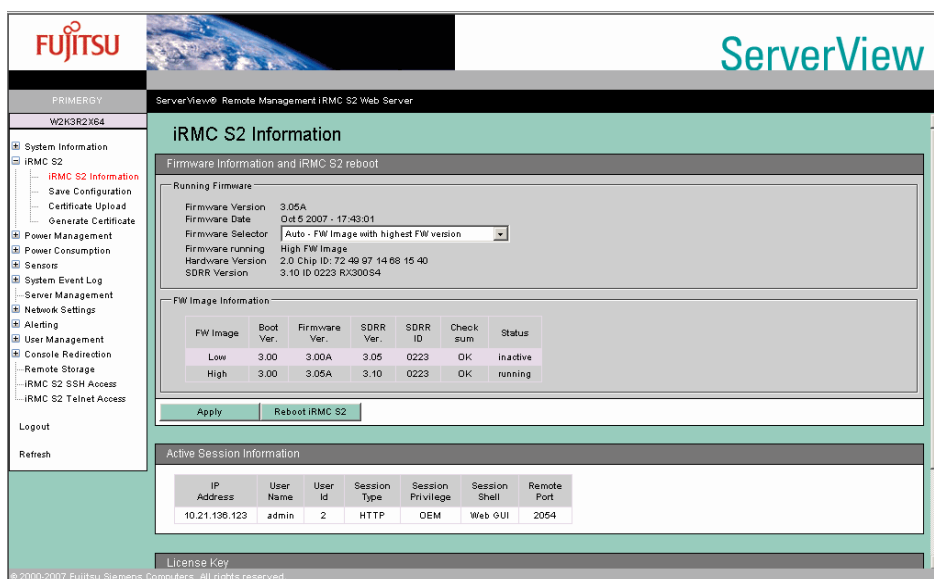 FUJITSU
ServerView
PRIMERGY
ServerView® Remote Management iRMC S2 Web Server
W2K3R2X64
System Information
iRMC S2
iRMC S2 Information
Save Configuration
Certificate Upload
Generate Certificate
Power Management
Power Consumption
Sensors
System Event Log
Server Management
Network Settings
Alerting
User Management
Console Redirection
Remote Storage
iRMC S2 SSH Access
iRMC S2 Telnet Access
Logout
Refresh
iRMC S2 Information
Firmware Information and iRMC S2 reboot
Running Firmware
Firmware Version 3.05A
Firmware Date Oct 5 2007 - 17:43:01
Firmware Selector Auto - FW Image with highest FW version
Firmware running High FW Image
Hardware Version 2.0 Chip ID: 72 49 97 14 68 15 40
SDRR Version 3.10 ID 0223 RX300S4
FW Image Information
FW Image Boot Ver. Firmware Ver. SDRR Ver. SDRR ID Check sum Status
Low 3.00 3.00A 3.05 0223 OK inactive
High 3.00 3.05A 3.10 0223 OK running
Apply Reboot iRMC S2
Active Session Information
IP Address User Name User Id Session Type Session Privilege Session Shell Remote Port
10.21.136.123 admin 2 HTTP OEM Web GUI 2054
License Key
© 2000-2007 Fujitsu Siemens Computers. All rights reserved.